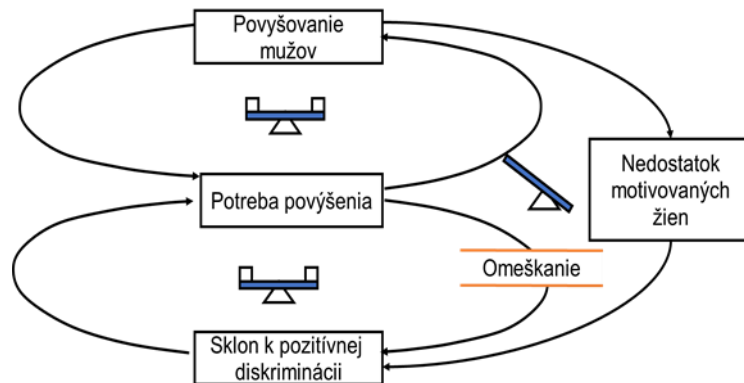 Povyšovanie
mužov
Nedostatok
motivovaných
žien
Potreba povýšenia
Omeškanie
Sklon k pozitívnej
diskriminácii